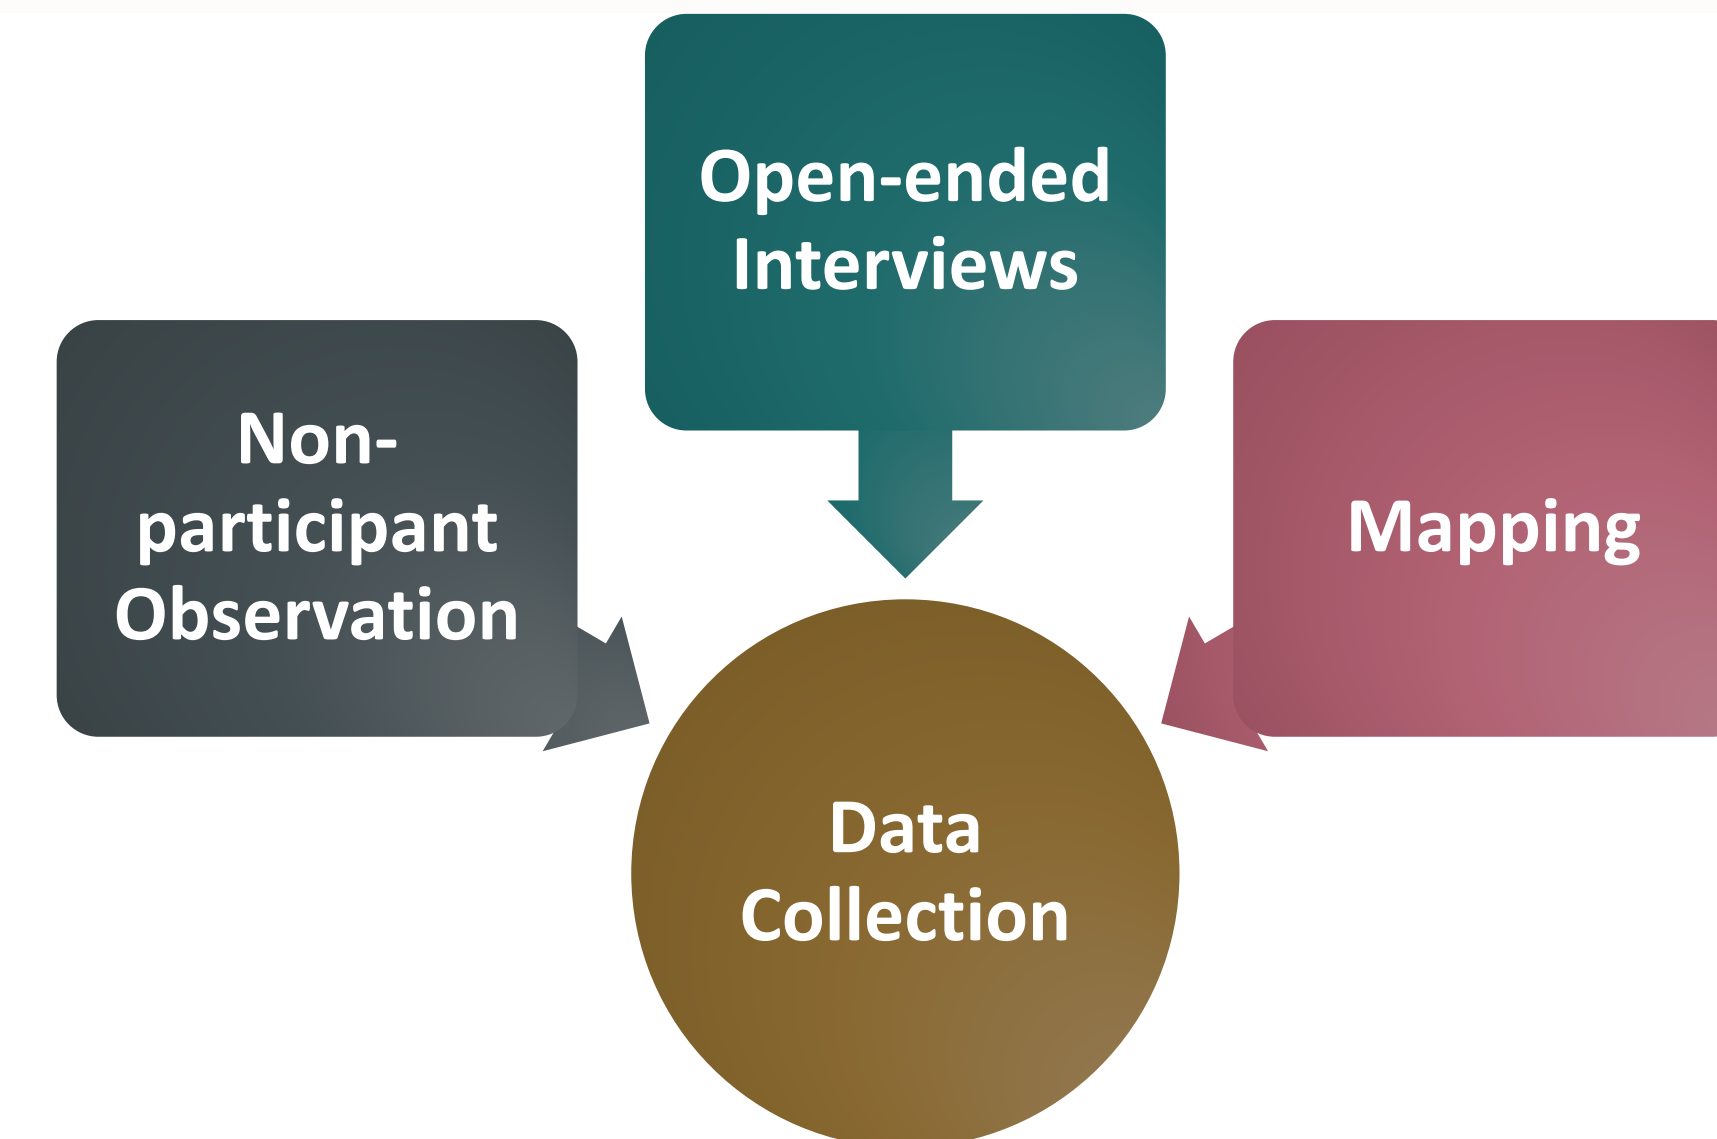 Open-ended
Interviews
Non-
participant
Observation
Mapping
Data
Collection